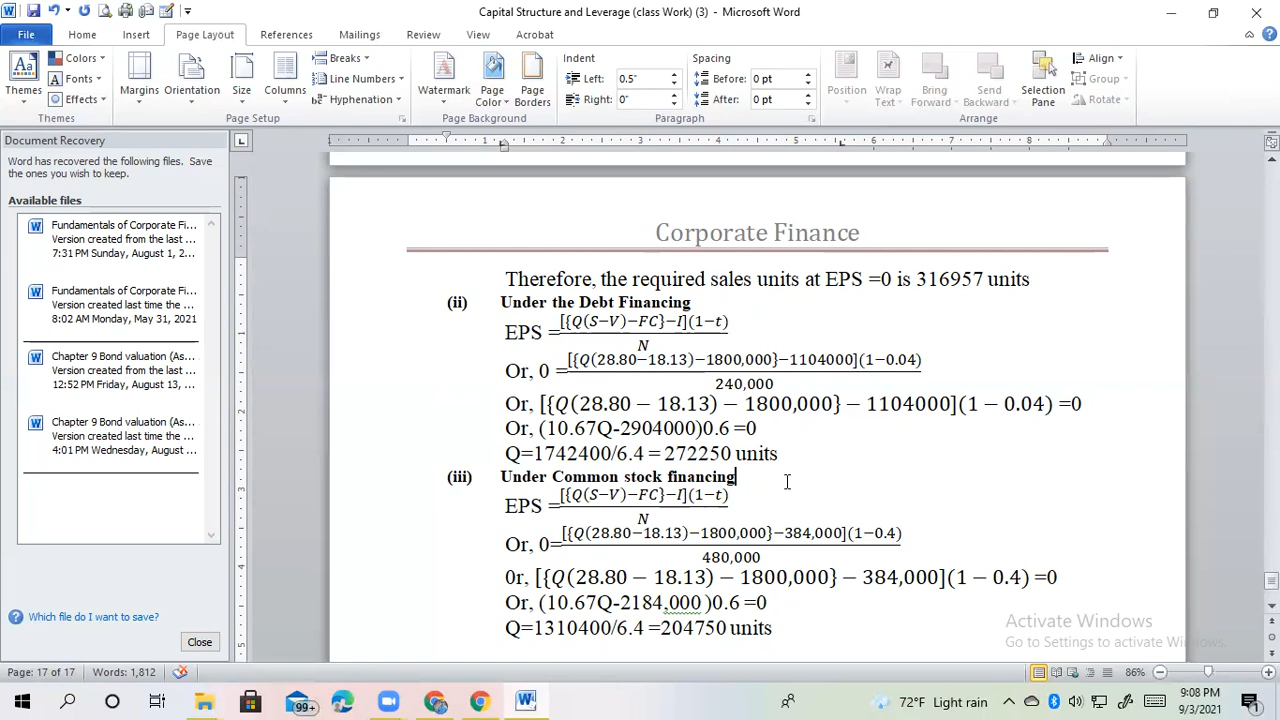 Capital Structure and Leverage (class Work) (3) - Microsoft Word
File Home Insert Page Layout References Mailings Review View Add-Ins Acrobat
Themes Colors Fonts Effects Themes
Margins Orientation Size Columns Breaks Line Numbers Hyphenation Page Setup
Watermark Page Color Page Borders Page Background
Indent Left: 0.5" Right: 0" Spacing Before: 0 pt After: 0 pt Paragraph
Position Wrap Text Bring Forward Send Backward Selection Pane Align Group Rotate Arrange
Document Recovery
Word has recovered the following files. Save
the ones you wish to keep.
Available files
Fundamentals of Corporate Fi...
Version created from the last ...
7:31 PM Sunday, August 1, 2...
Fundamentals of Corporate Fi...
Version created last time the ...
8:02 AM Monday, May 31, 2021
Chapter 9 Bond valuation (As...
Version created from the last ...
12:52 PM Friday, August 13, ...
Chapter 9 Bond valuation (As...
Version created last time the ...
4:01 PM Wednesday, August ...
Which do I want to save?
Close
Corporate Finance
Therefore, the required sales units at EPS =0 is 316957 units
(ii) Under the Debt Financing
EPS = [{Q(S−V)−FC}−I](1−t) / N
Or, 0 = [{Q(28.80−18.13)−1800,000}−1104000](1−0.04) / 240,000
Or, [{Q(28.80 − 18.13) − 1800,000} − 1104000](1 − 0.04) =0
Or, (10.67Q-2904000)0.6 =0
Q=1742400/6.4 = 272250 units
(iii) Under Common stock financing
EPS = [{Q(S−V)−FC}−I](1−t) / N
Or, 0= [{Q(28.80−18.13)−1800,000}−384,000](1−0.4) / 480,000
0r, [{Q(28.80 − 18.13) − 1800,000} − 384,000](1 − 0.4) =0
Or, (10.67Q-2184,000 )0.6 =0
Q=1310400/6.4 =204750 units
Activate Windows
Go to Settings to activate Windows.
Page: 17 of 17 Words: 1,812 86%
99+ 72°F Light rain 9:08 PM
9/3/2021